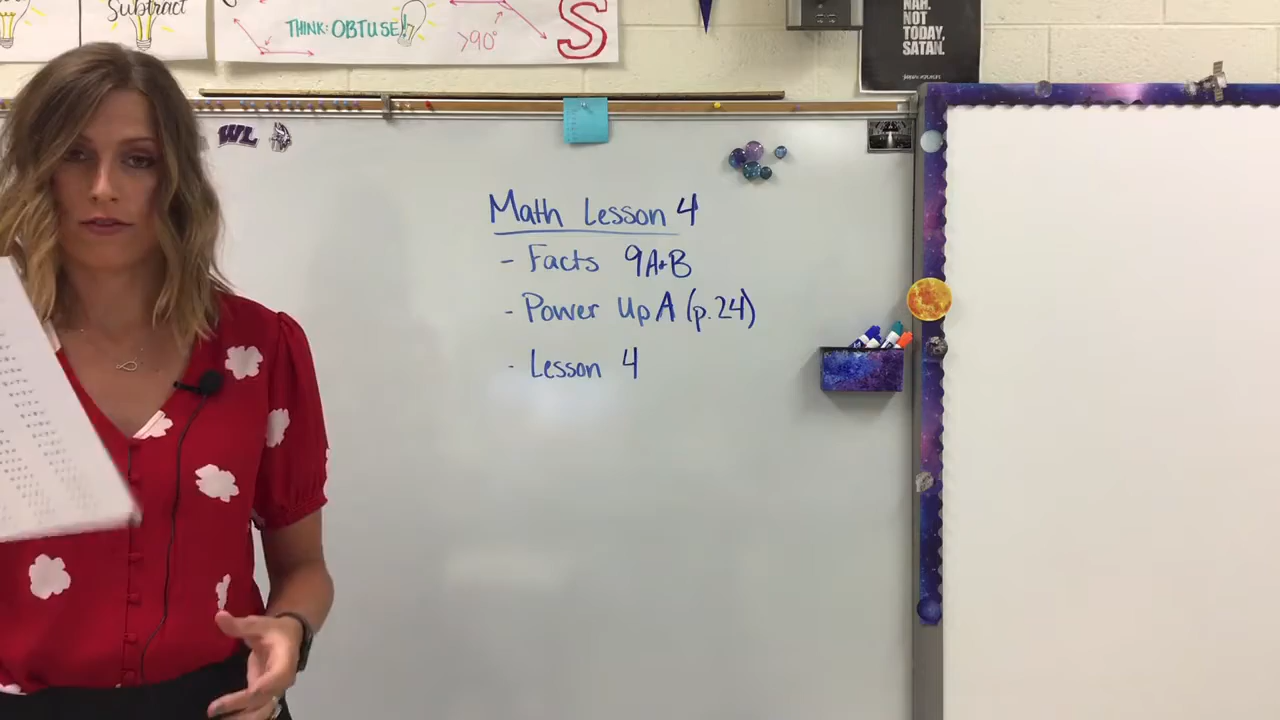 Subtract
THINK: OBTUSE!
>90°
S
NAH.
NOT
TODAY,
SATAN.
WL
Math Lesson 4
- Facts 9A+B
- Power Up A (p.24)
- Lesson 4